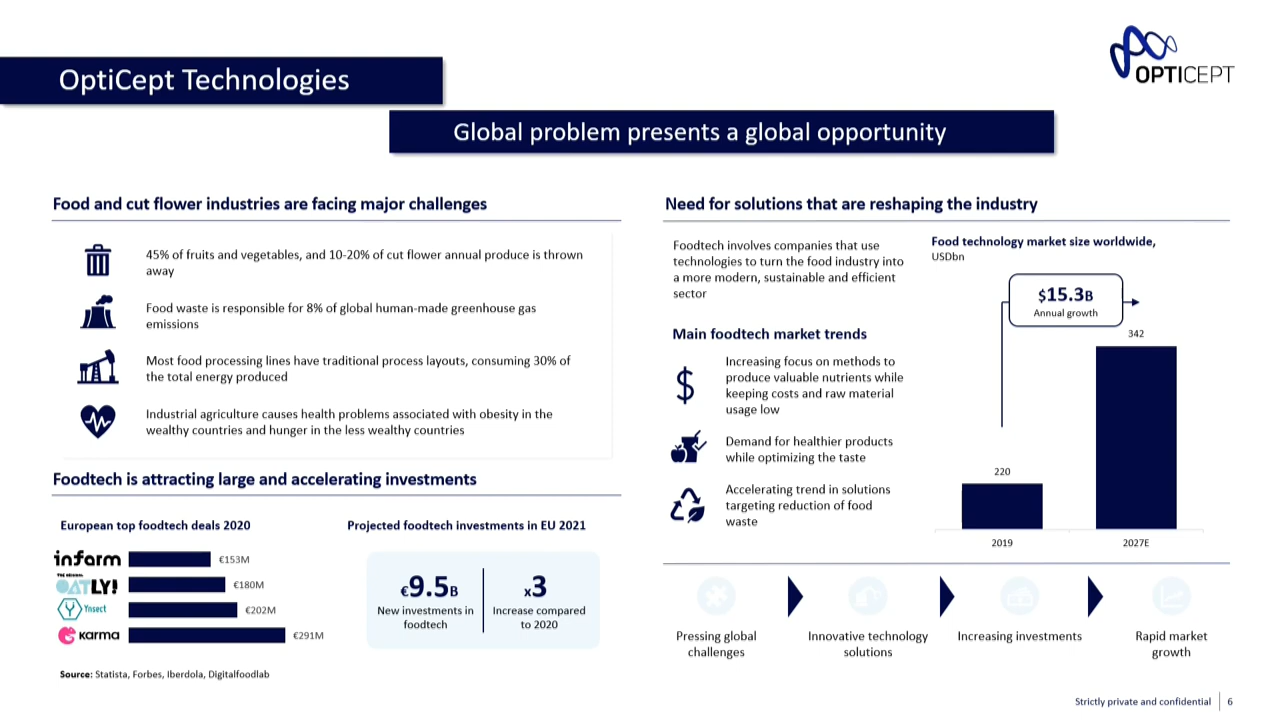 OPTICEPT
OptiCept Technologies
Global problem presents a global opportunity
Food and cut flower industries are facing major challenges
45% of fruits and vegetables, and 10-20% of cut flower annual produce is thrown
away
Food waste is responsible for 8% of global human-made greenhouse gas
emissions
Most food processing lines have traditional process layouts, consuming 30% of
the total energy produced
Industrial agriculture causes health problems associated with obesity in the
wealthy countries and hunger in the less wealthy countries
Foodtech is attracting large and accelerating investments
European top foodtech deals 2020
infarm
€153M
THE ORIGINAL
OATLY!
€180M
Ynsect
€202M
karma
€291M
Projected foodtech investments in EU 2021
€9.5B
New investments in
foodtech
x3
Increase compared
to 2020
Source: Statista, Forbes, Iberdola, Digitalfoodlab
Need for solutions that are reshaping the industry
Foodtech involves companies that use
technologies to turn the food industry into
a more modern, sustainable and efficient
sector
Main foodtech market trends
Increasing focus on methods to
produce valuable nutrients while
keeping costs and raw material
usage low
Demand for healthier products
while optimizing the taste
Accelerating trend in solutions
targeting reduction of food
waste
Food technology market size worldwide,
USDbn
$15.3B
Annual growth
342
220
2019
2027E
Pressing global
challenges
Innovative technology
solutions
Increasing investments
Rapid market
growth
Strictly private and confidential
6